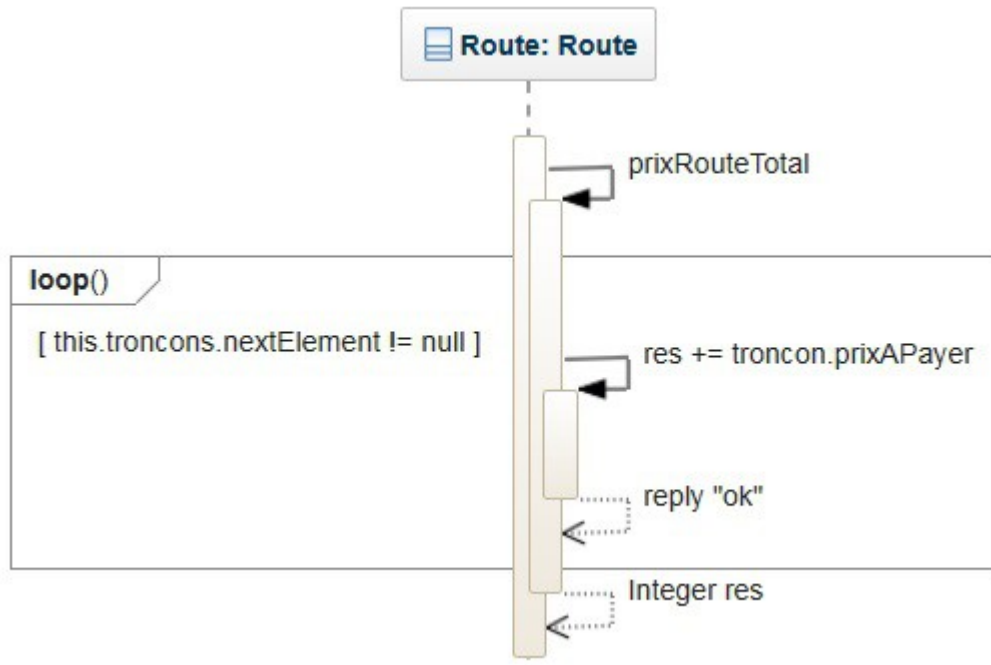 Route: Route
prixRouteTotal
loop()
[ this.troncons.nextElement != null ]
res += troncon.prixAPayer
reply "ok"
Integer res